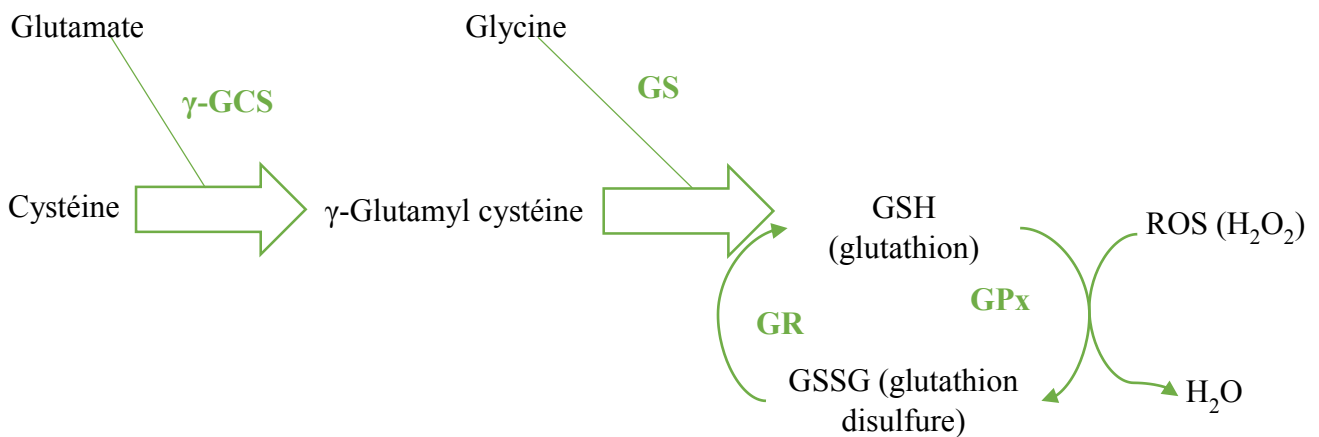 Glutamate
Glycine
γ-GCS
GS
Cystéine
γ-Glutamyl cystéine
GSH
(glutathion)
ROS (H₂O₂)
GR
GPx
GSSG (glutathion
disulfure)
H₂O